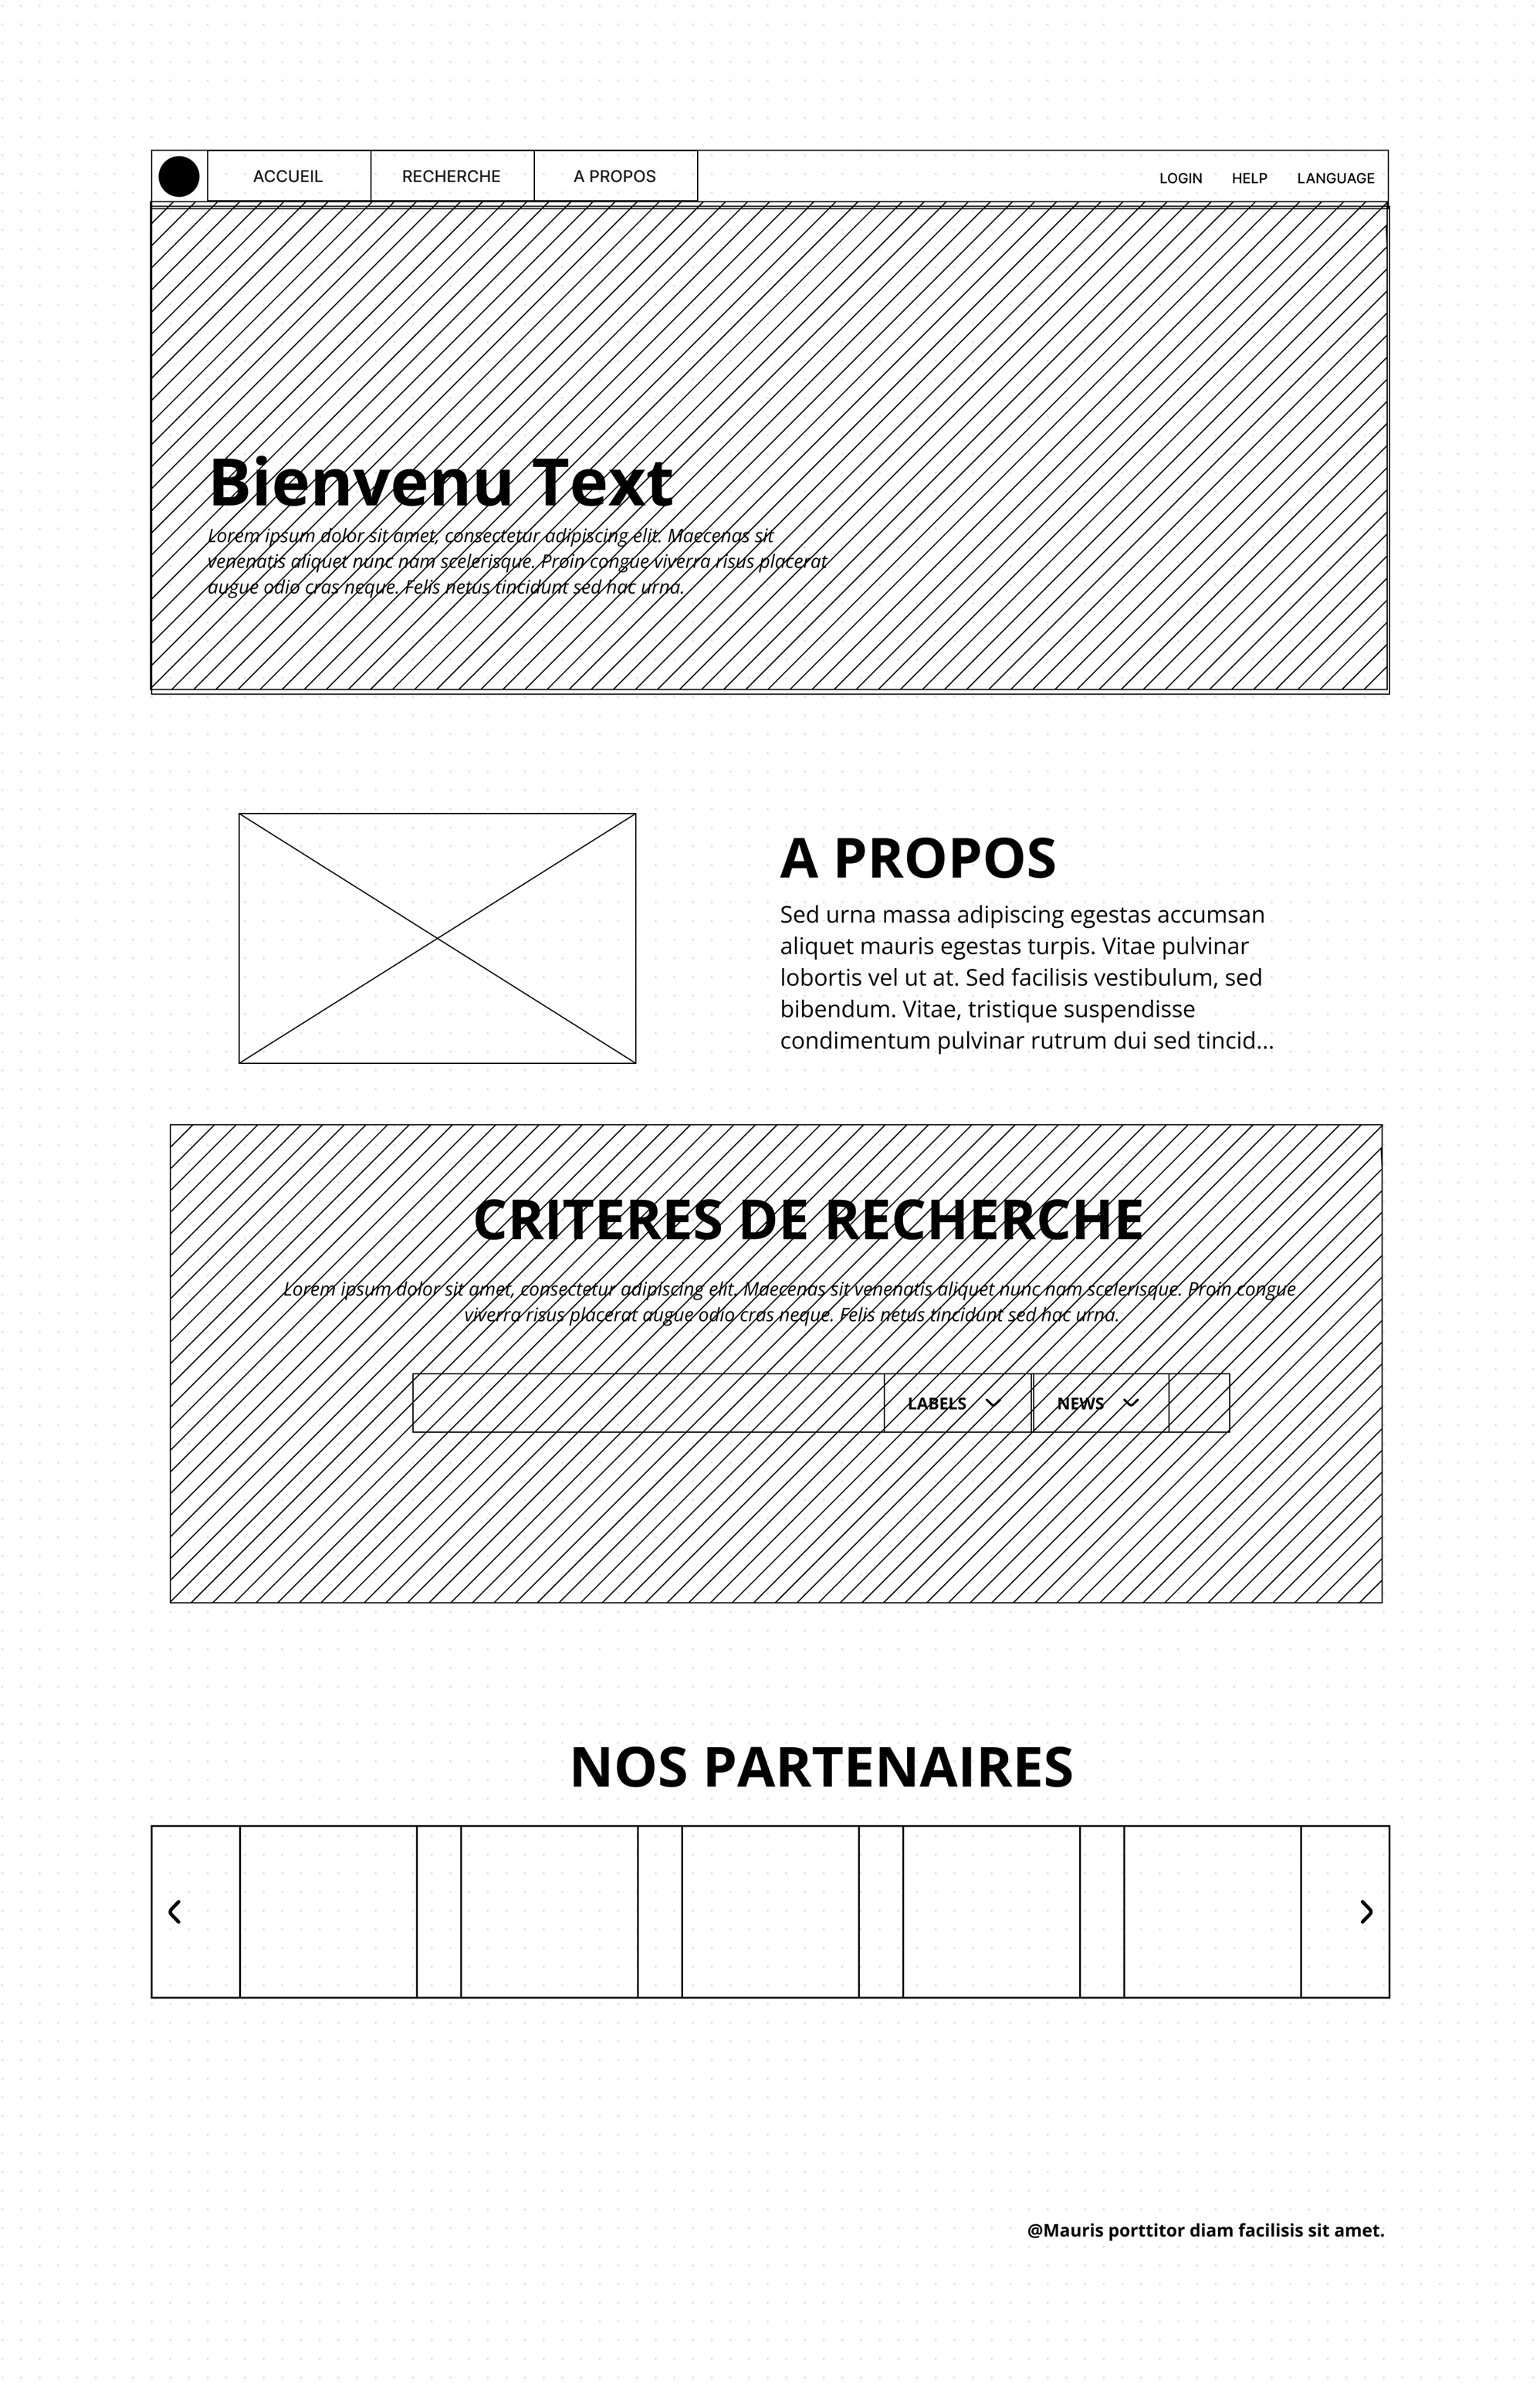 ACCUEIL RECHERCHE A PROPOS LOGIN HELP LANGUAGE
Bienvenu Text
Lorem ipsum dolor sit amet, consectetur adipiscing elit. Maecenas sit
venenatis aliquet nunc nam scelerisque. Proin congue viverra risus placerat
augue odio cras neque. Felis netus tincidunt sed hac urna.
A PROPOS
Sed urna massa adipiscing egestas accumsan
aliquet mauris egestas turpis. Vitae pulvinar
lobortis vel ut at. Sed facilisis vestibulum, sed
bibendum. Vitae, tristique suspendisse
condimentum pulvinar rutrum dui sed tincid...
CRITERES DE RECHERCHE
Lorem ipsum dolor sit amet, consectetur adipiscing elit. Maecenas sit venenatis aliquet nunc nam scelerisque. Proin congue
viverra risus placerat augue odio cras neque. Felis netus tincidunt sed hac urna.
LABELS NEWS
NOS PARTENAIRES
@Mauris porttitor diam facilisis sit amet.